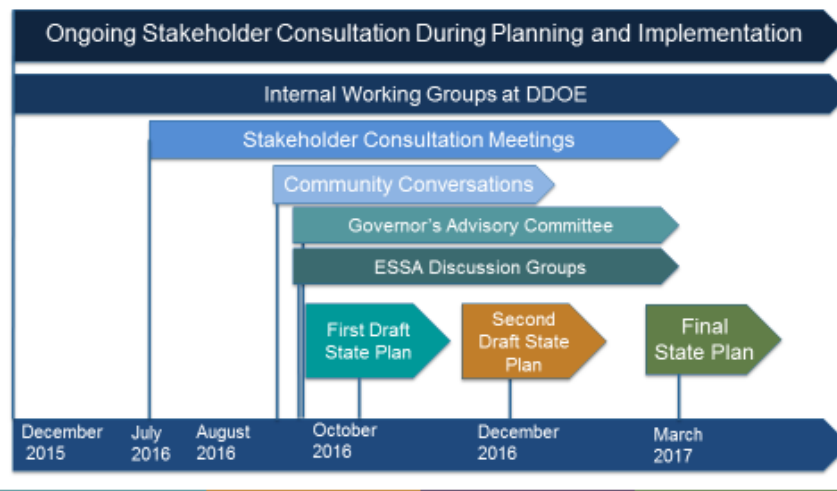 Ongoing Stakeholder Consultation During Planning and Implementation
Internal Working Groups at DDOE
Stakeholder Consultation Meetings
Community Conversations
Governor's Advisory Committee
ESSA Discussion Groups
First Draft
State Plan
Second
Draft State
Plan
Final
State Plan
December
2015
July
2016
August
2016
October
2016
December
2016
March
2017